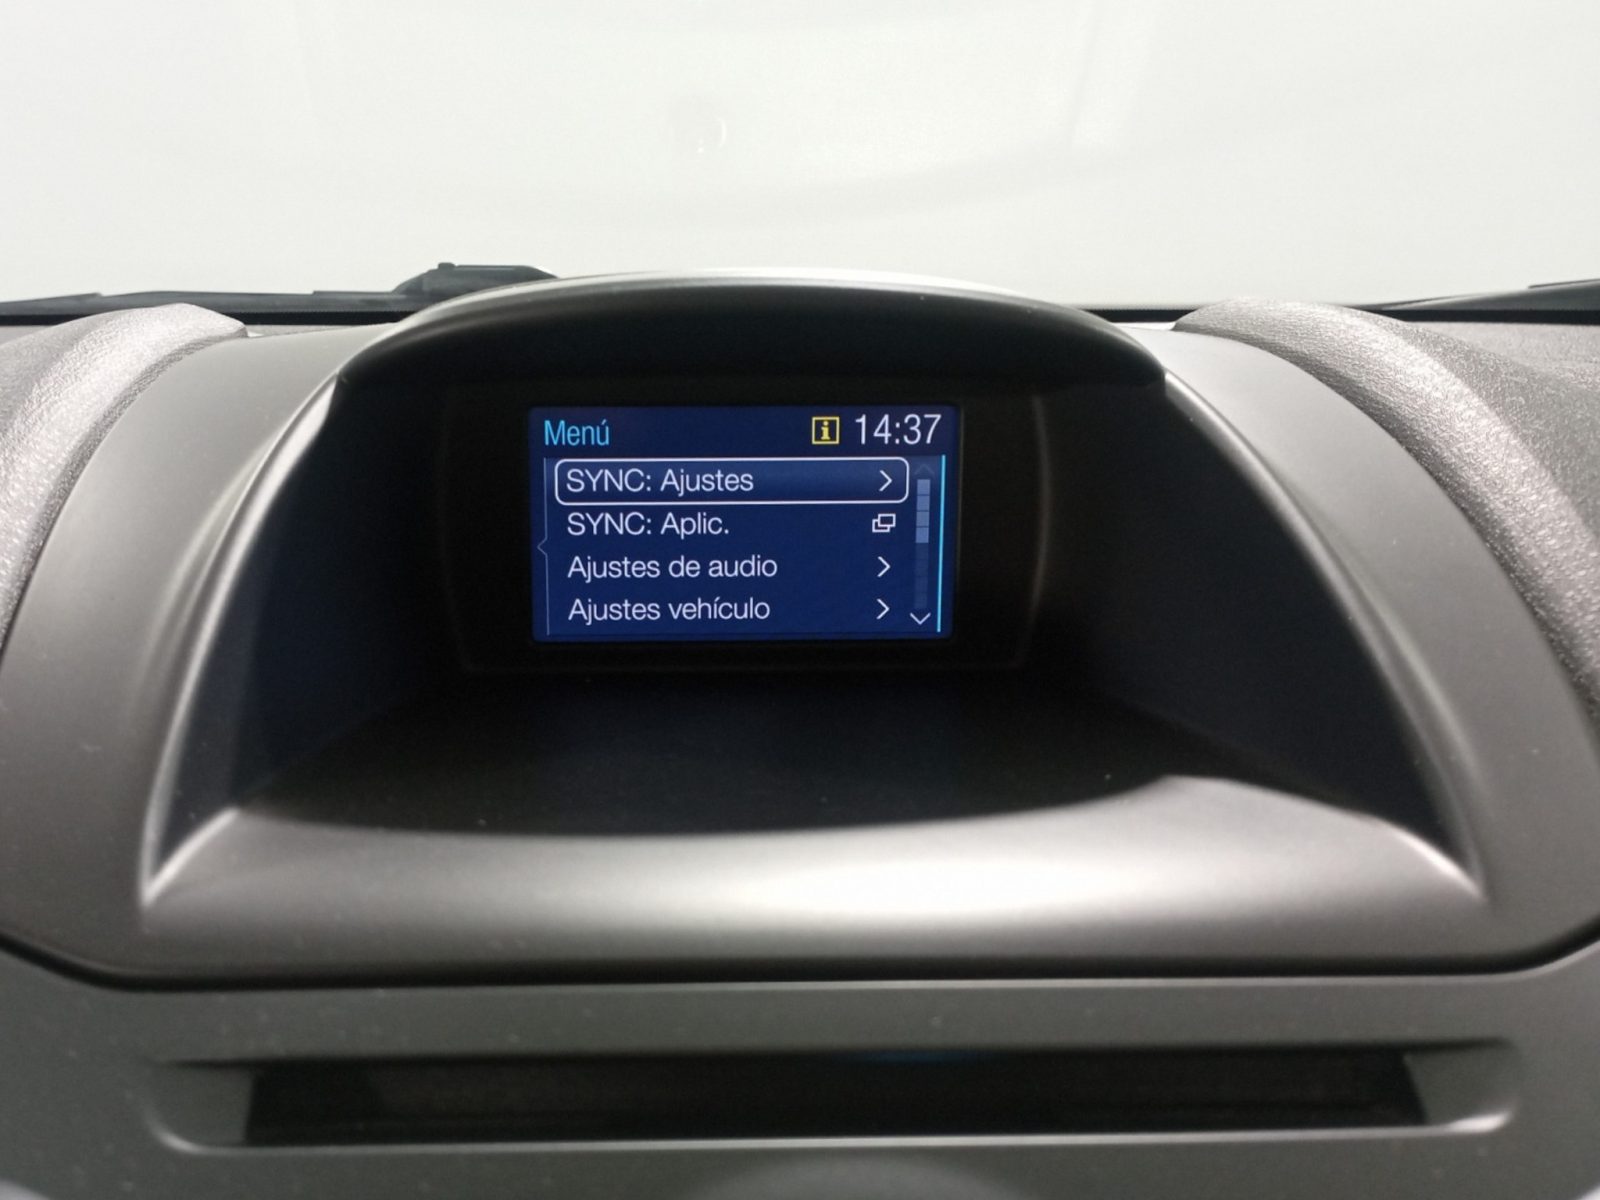 Menú i 14:37
SYNC: Ajustes
SYNC: Aplic.
Ajustes de audio
Ajustes vehículo